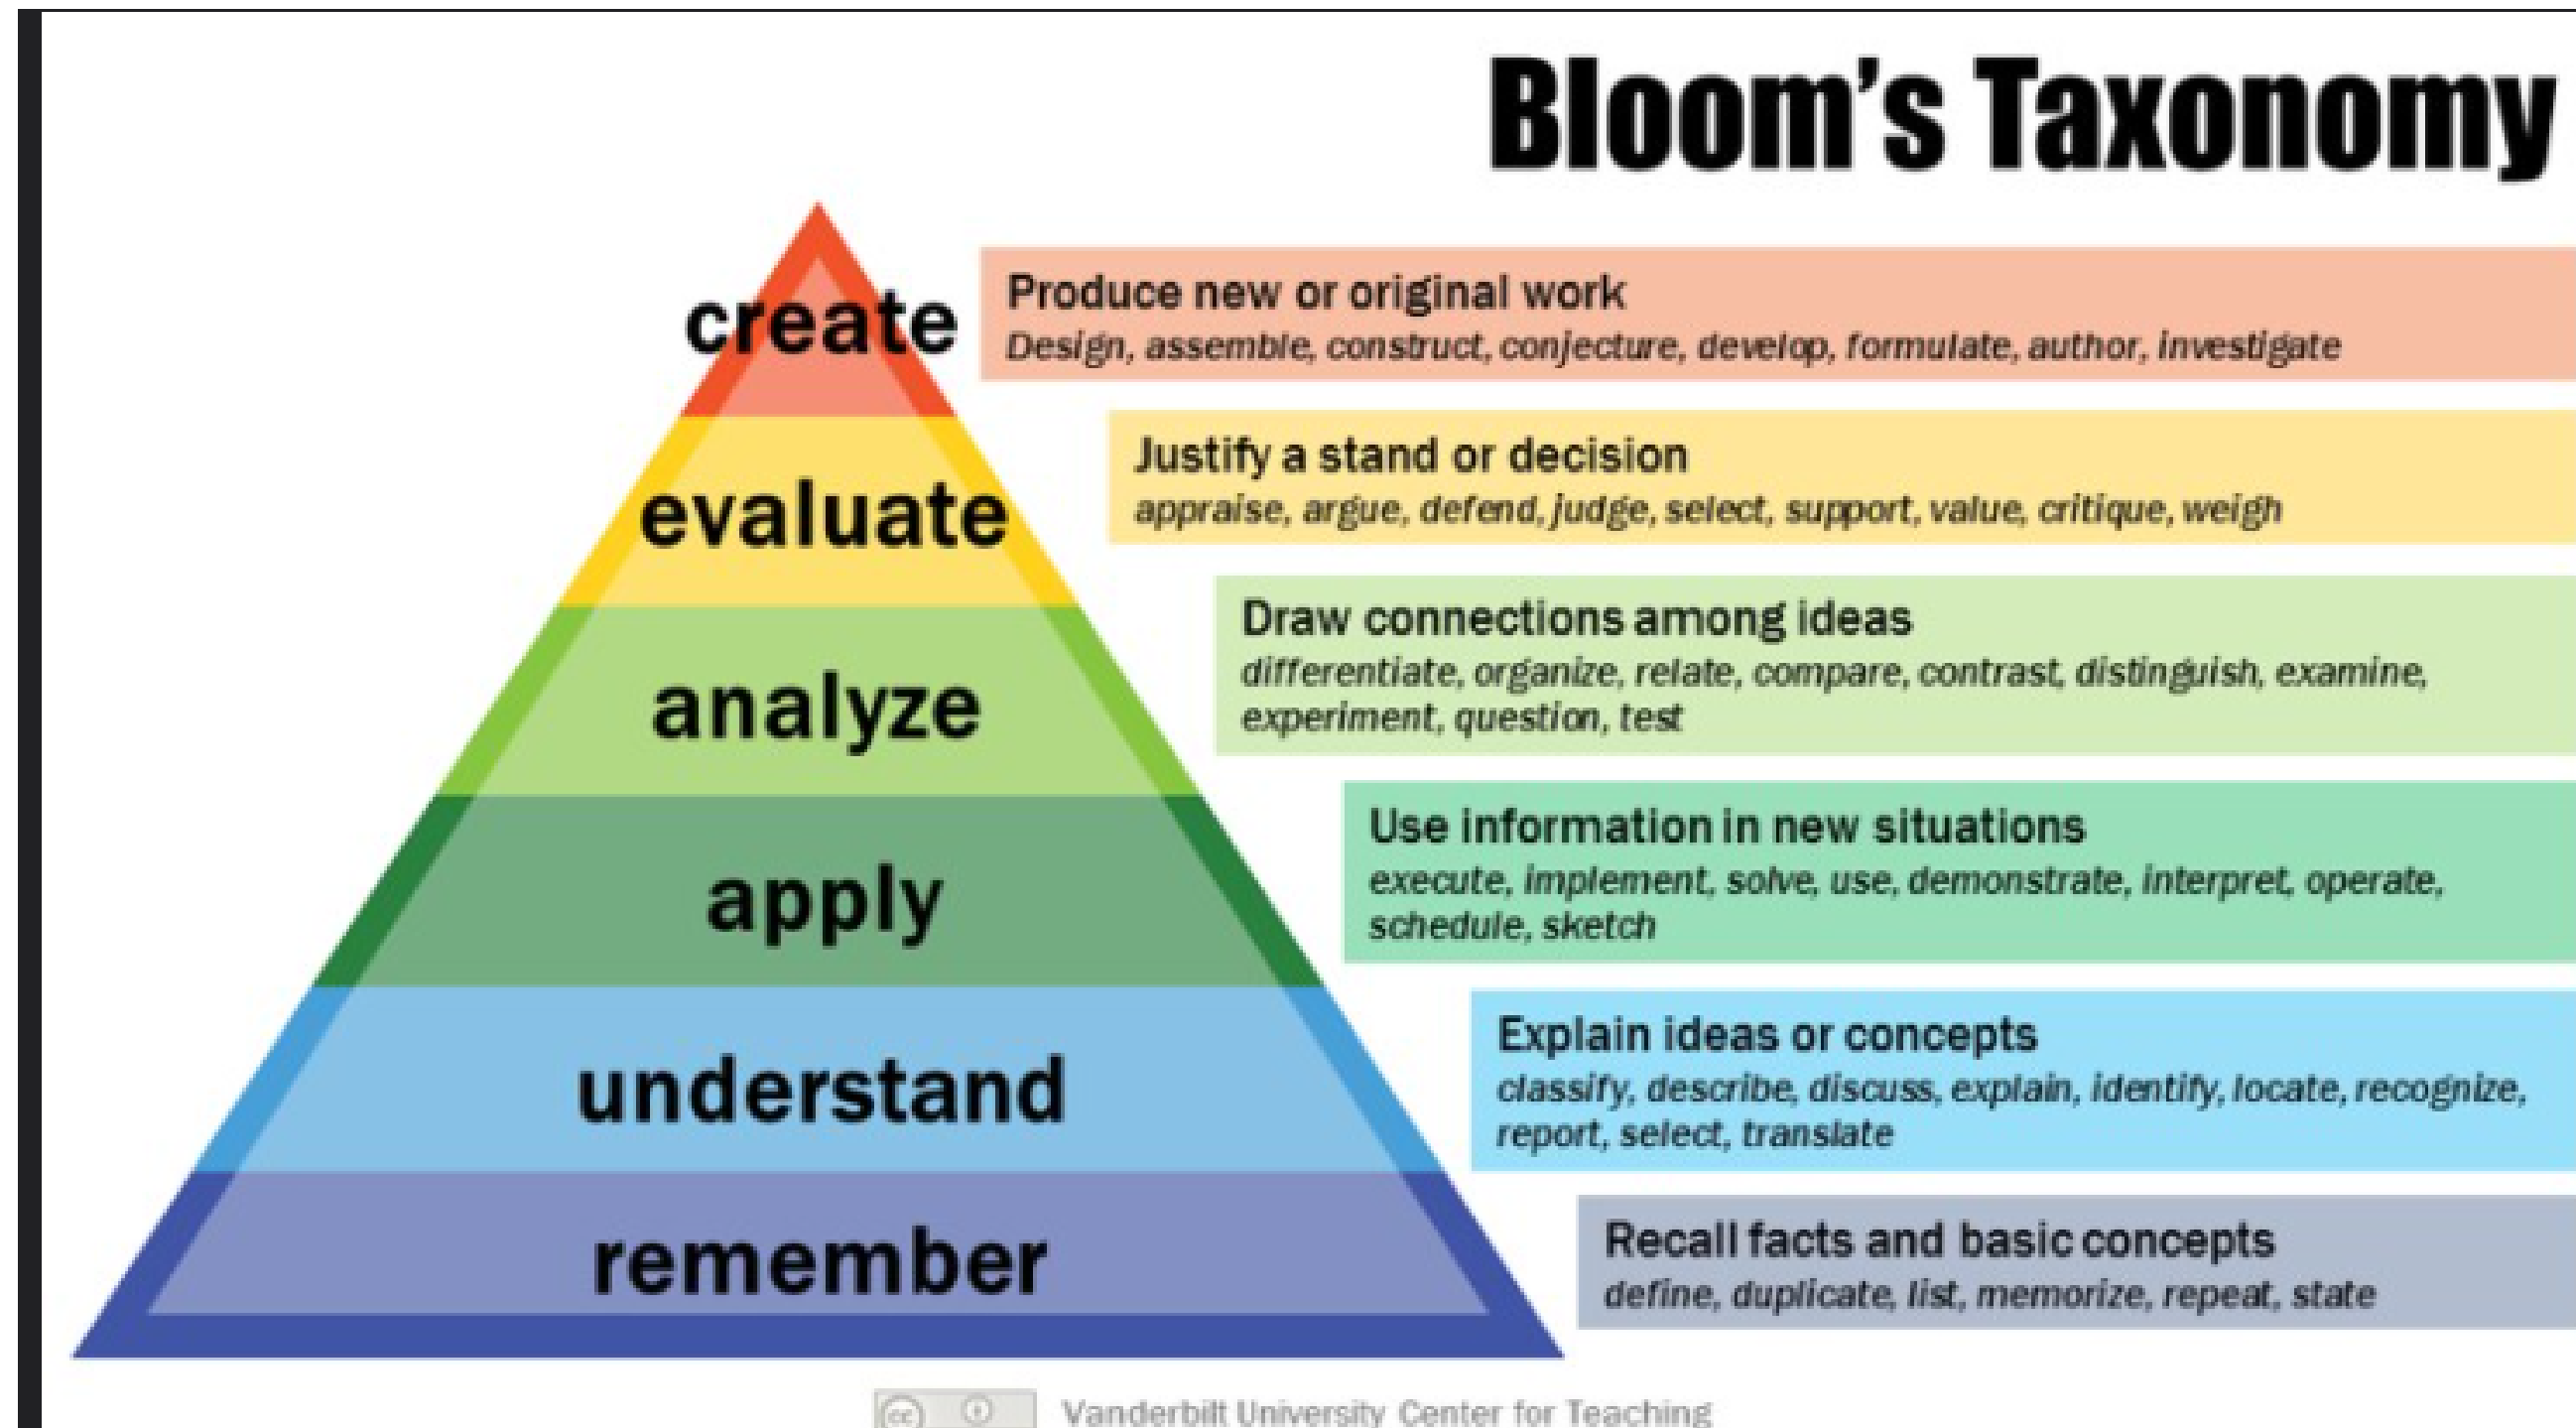 Bloom's Taxonomy
create
Produce new or original work
Design, assemble, construct, conjecture, develop, formulate, author, investigate
evaluate
Justify a stand or decision
appraise, argue, defend, judge, select, support, value, critique, weigh
analyze
Draw connections among ideas
differentiate, organize, relate, compare, contrast, distinguish, examine,
experiment, question, test
apply
Use information in new situations
execute, implement, solve, use, demonstrate, interpret, operate,
schedule, sketch
understand
Explain ideas or concepts
classify, describe, discuss, explain, identify, locate, recognize,
report, select, translate
remember
Recall facts and basic concepts
define, duplicate, list, memorize, repeat, state
cc Vanderbilt University Center for Teaching